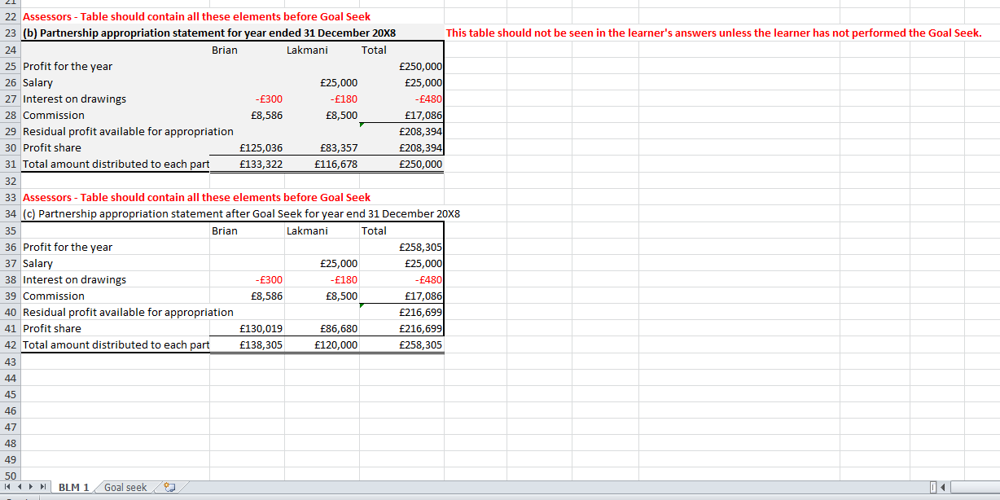 21
22 Assessors - Table should contain all these elements before Goal Seek
23 (b) Partnership appropriation statement for year ended 31 December 20X8 This table should not be seen in the learner's answers unless the learner has not performed the Goal Seek.
24 Brian Lakmani Total
25 Profit for the year £250,000
26 Salary £25,000 £25,000
27 Interest on drawings -£300 -£180 -£480
28 Commission £8,586 £8,500 £17,086
29 Residual profit available for appropriation £208,394
30 Profit share £125,036 £83,357 £208,394
31 Total amount distributed to each part £133,322 £116,678 £250,000
32
33 Assessors - Table should contain all these elements before Goal Seek
34 (c) Partnership appropriation statement after Goal Seek for year end 31 December 20X8
35 Brian Lakmani Total
36 Profit for the year £258,305
37 Salary £25,000 £25,000
38 Interest on drawings -£300 -£180 -£480
39 Commission £8,586 £8,500 £17,086
40 Residual profit available for appropriation £216,699
41 Profit share £130,019 £86,680 £216,699
42 Total amount distributed to each part £138,305 £120,000 £258,305
43
44
45
46
47
48
49
50
BLM 1 Goal seek